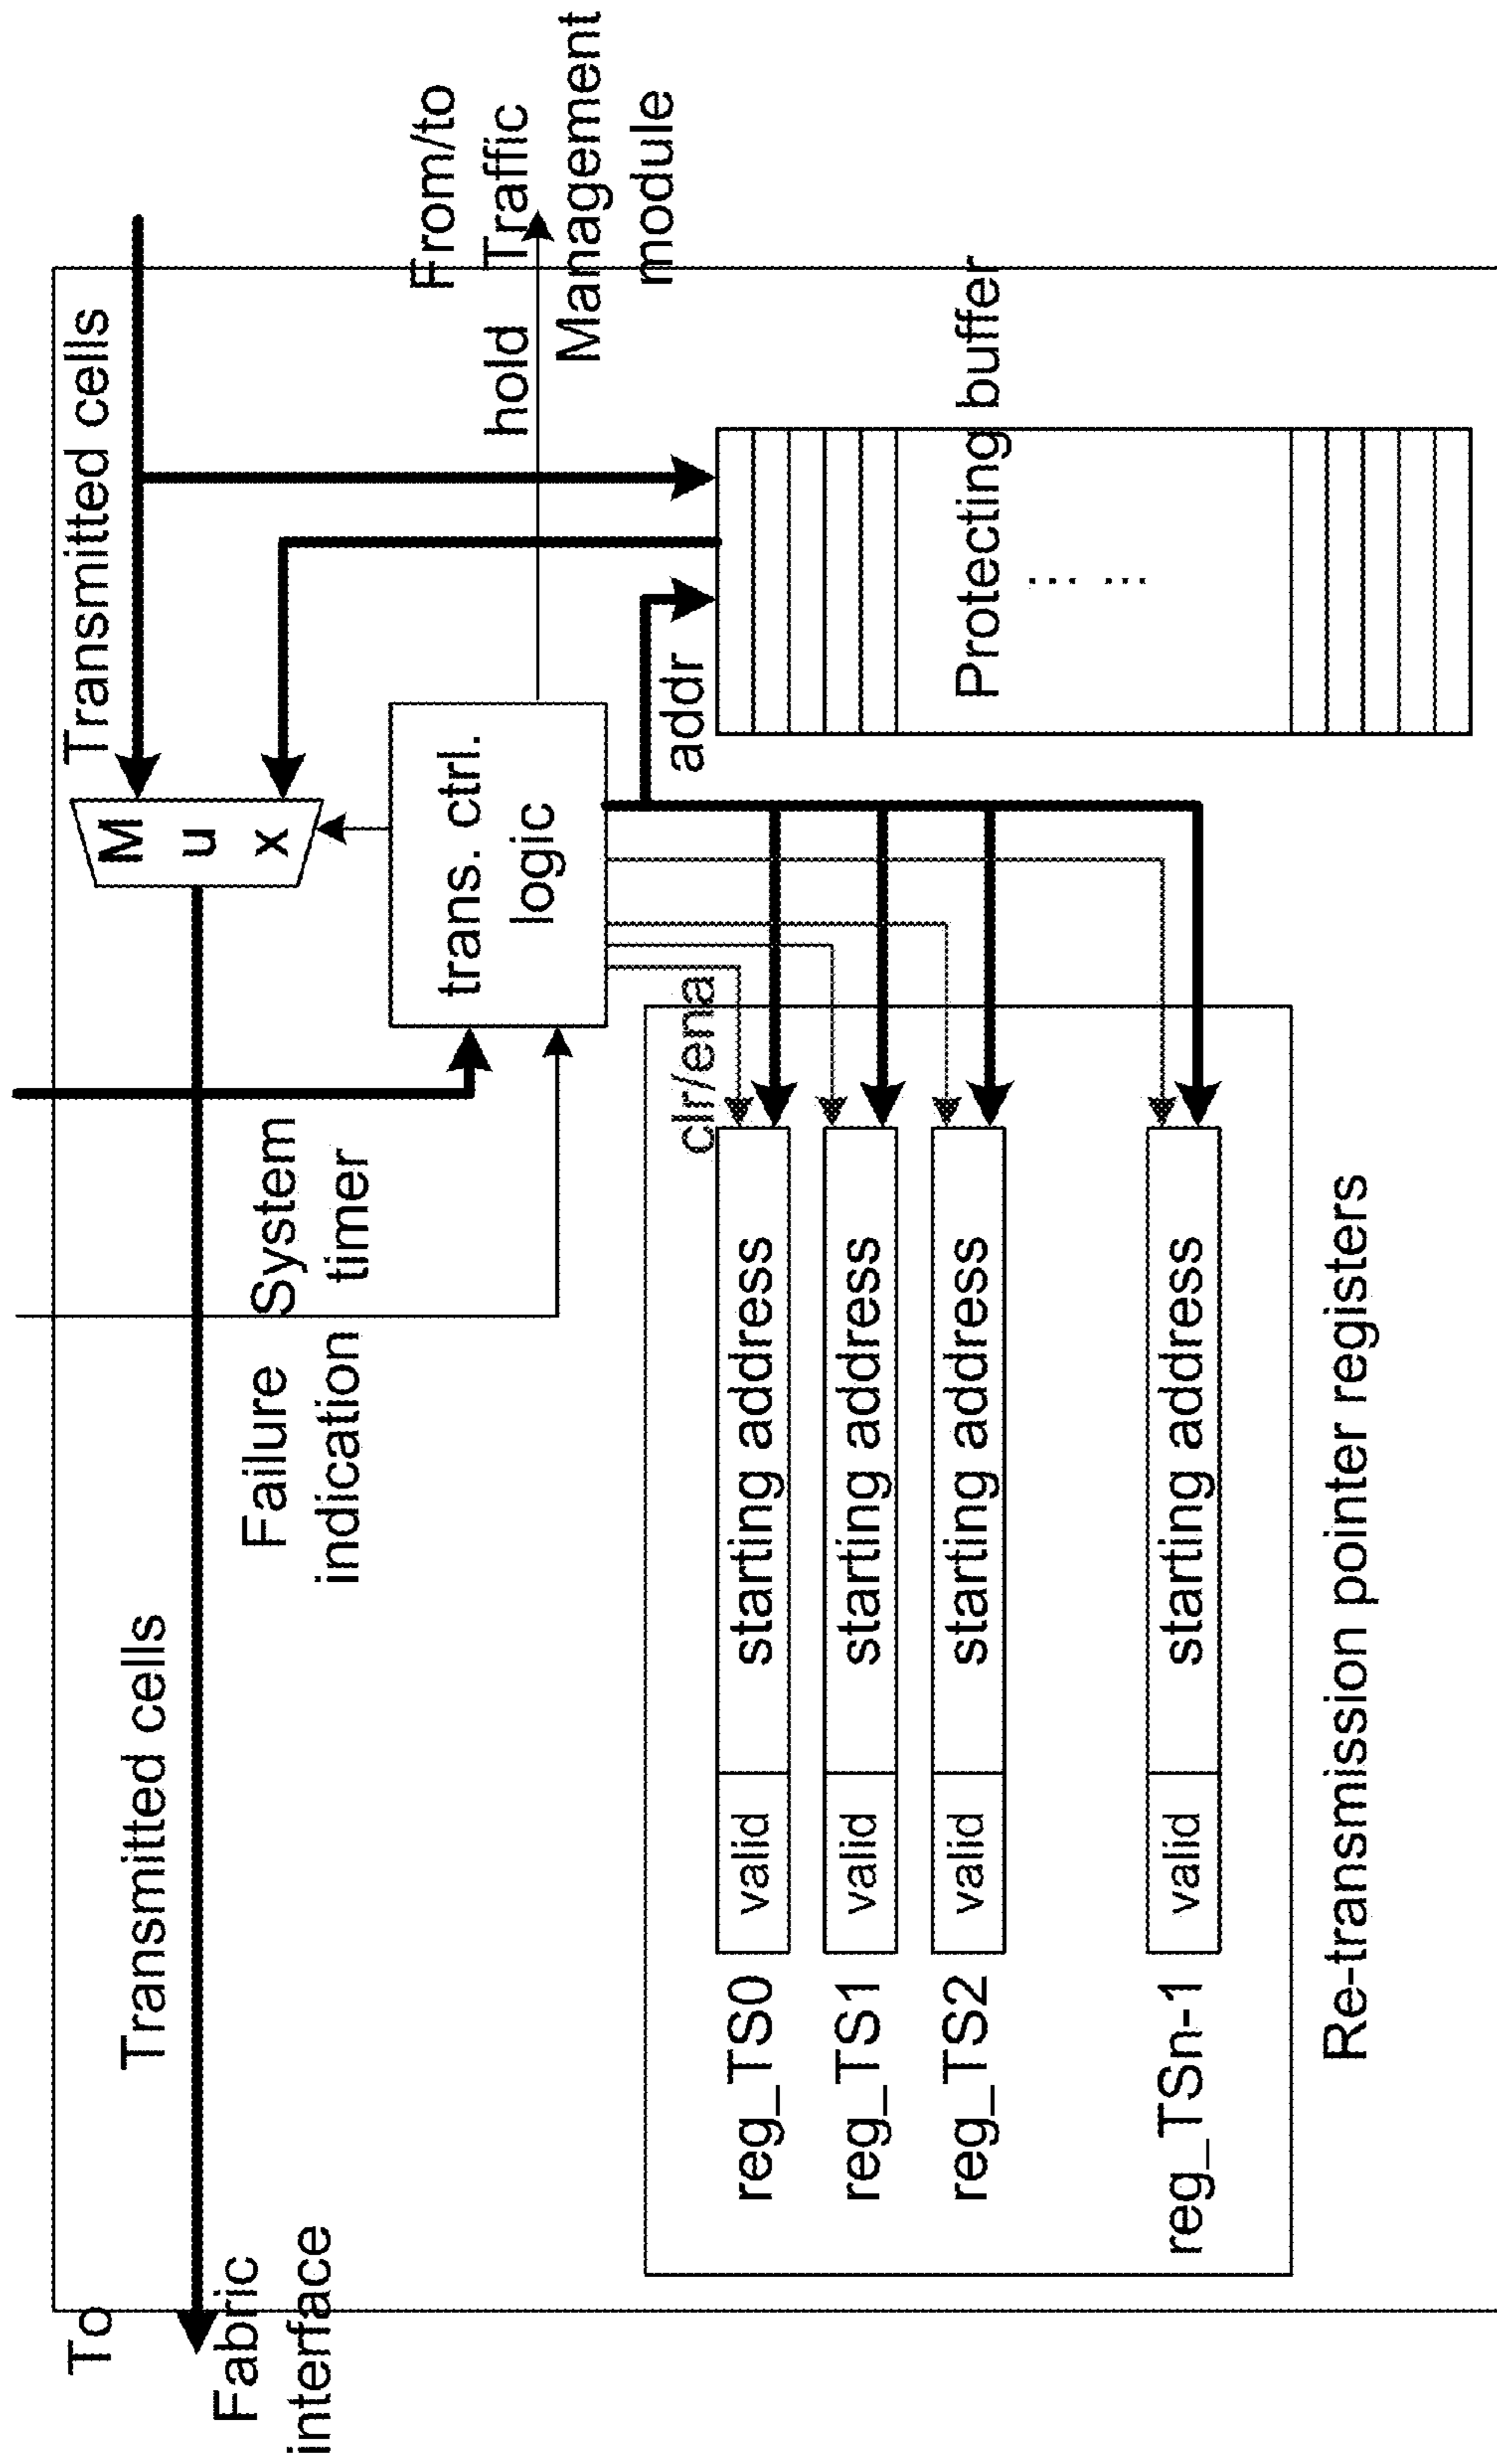 To
Fabric
interface
Transmitted cells
Failure
indication
System
timer
M
u
x
Transmitted cells
trans. ctrl.
logic
hold
From/to
Traffic
Management
module
clr/ena
addr
reg_TS0
valid
starting address
reg_TS1
valid
starting address
reg_TS2
valid
starting address
reg_TSn-1
valid
starting address
Re-transmission pointer registers
Protecting buffer
... ...